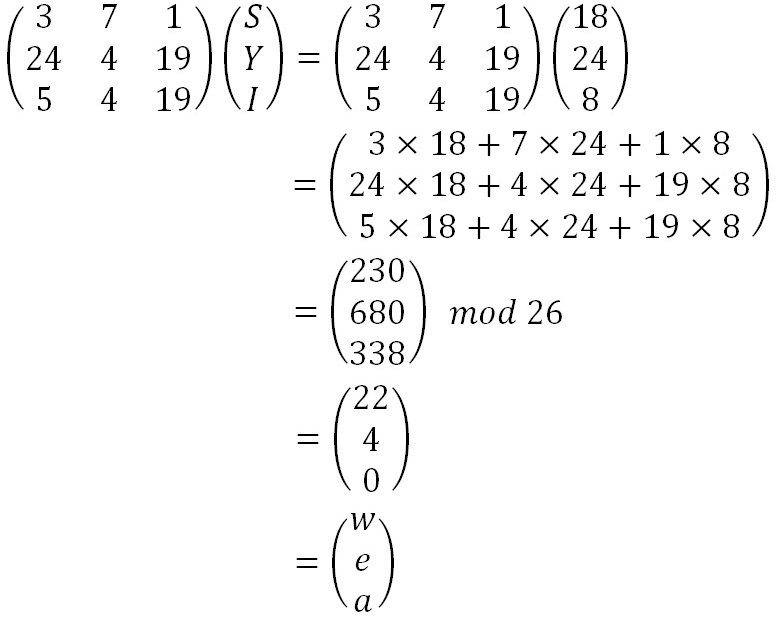 (3 7 1) (S) = (3 7 1) (18)
(24 4 19) (Y) = (24 4 19) (24)
(5 4 19) (I) = (5 4 19) (8)
= (3 × 18 + 7 × 24 + 1 × 8)
(24 × 18 + 4 × 24 + 19 × 8)
(5 × 18 + 4 × 24 + 19 × 8)
= (230)
(680) mod 26
(338)
= (22)
(4)
(0)
= (w)
(e)
(a)